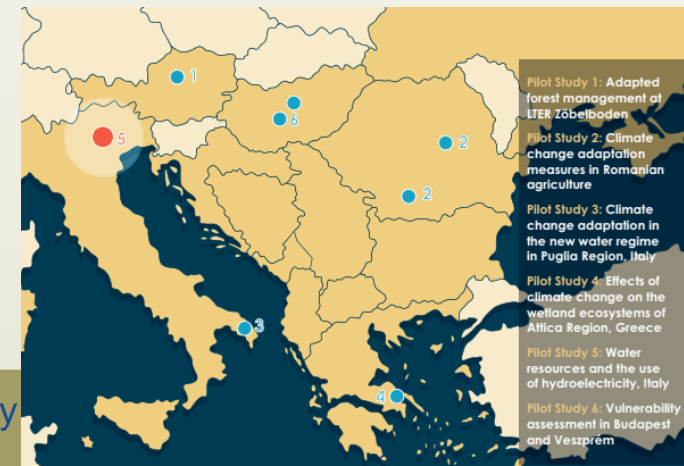 1
5
6
2
2
3
4
y
Pilot Study 1: Adapted
forest management at
LTER Zöbelboden
Pilot Study 2: Climate
change adaptation
measures in Romanian
agriculture
Pilot Study 3: Climate
change adaptation in
the new water regime
in Puglia Region, Italy
Pilot Study 4: Effects of
climate change on the
wetland ecosystems of
Attica Region, Greece
Pilot Study 5: Water
resources and the use
of hydroelectricity, Italy
Pilot Study 6: Vulnerability
assessment in Budapest
and Veszprém